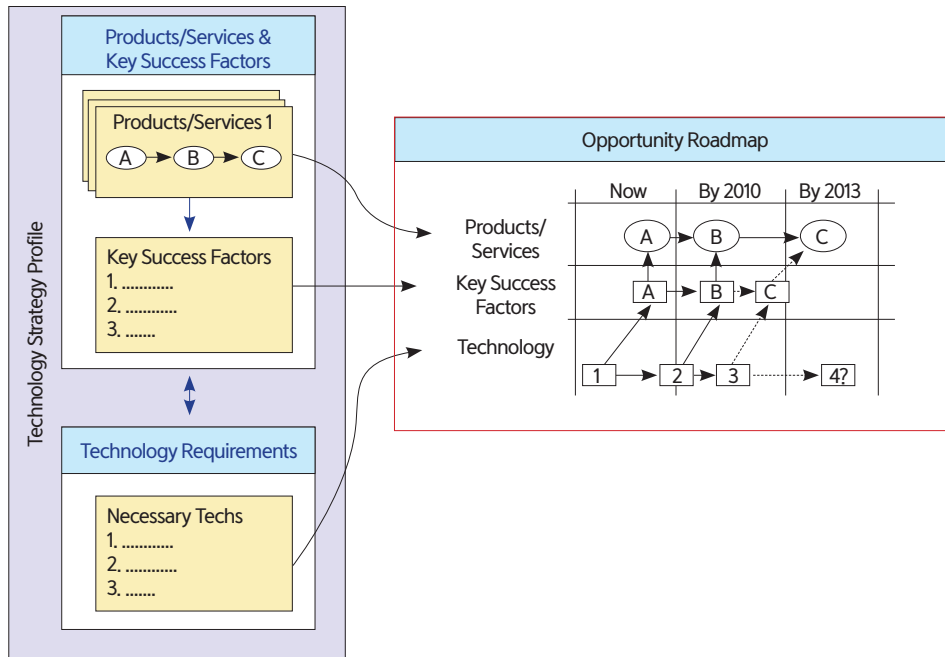 Technology Strategy Profile
Products/Services &
Key Success Factors
Products/Services 1
A
B
C
Key Success Factors
1. ............
2. ............
3. .......
Technology Requirements
Necessary Techs
1. ............
2. ............
3. .......
Opportunity Roadmap
Now
By 2010
By 2013
Products/
Services
A
B
C
Key Success
Factors
A
B
C
Technology
1
2
3
4?